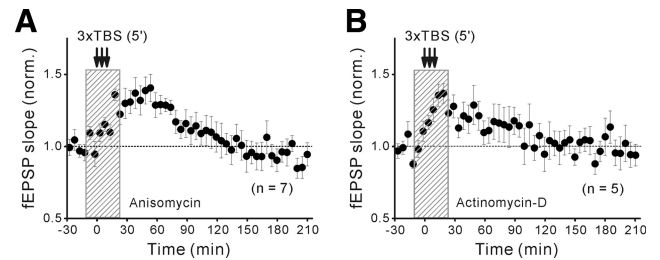 A
3xTBS (5')
fEPSP slope (norm.)
1.5
1.0
0.5
(n = 7)
Anisomycin
-30 0 30 60 90 120 150 180 210
Time (min)
B
3xTBS (5')
fEPSP slope (norm.)
1.5
1.0
0.5
(n = 5)
Actinomycin-D
-30 0 30 60 90 120 150 180 210
Time (min)